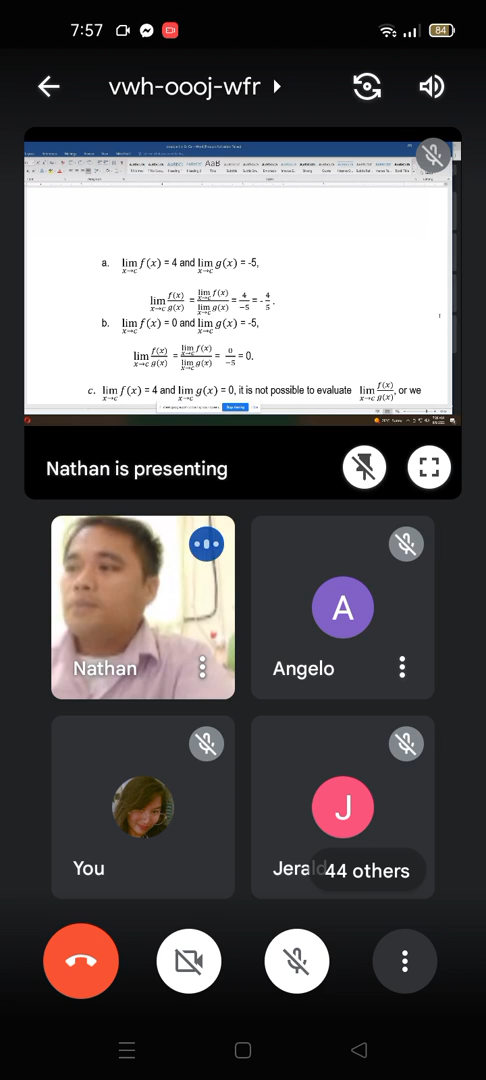 7:57
84
vwh-oooj-wfr
a. lim x→c f(x) = 4 and lim x→c g(x) = -5,
lim x→c f(x)/g(x) = lim x→c f(x) / lim x→c g(x) = 4/-5 = - 4/5.
b. lim x→c f(x) = 0 and lim x→c g(x) = -5,
lim x→c f(x)/g(x) = lim x→c f(x) / lim x→c g(x) = 0/-5 = 0.
c. lim x→c f(x) = 4 and lim x→c g(x) = 0, it is not possible to evaluate lim x→c f(x)/g(x), or we
Nathan is presenting
Nathan
A
Angelo
You
J
Jerald
44 others